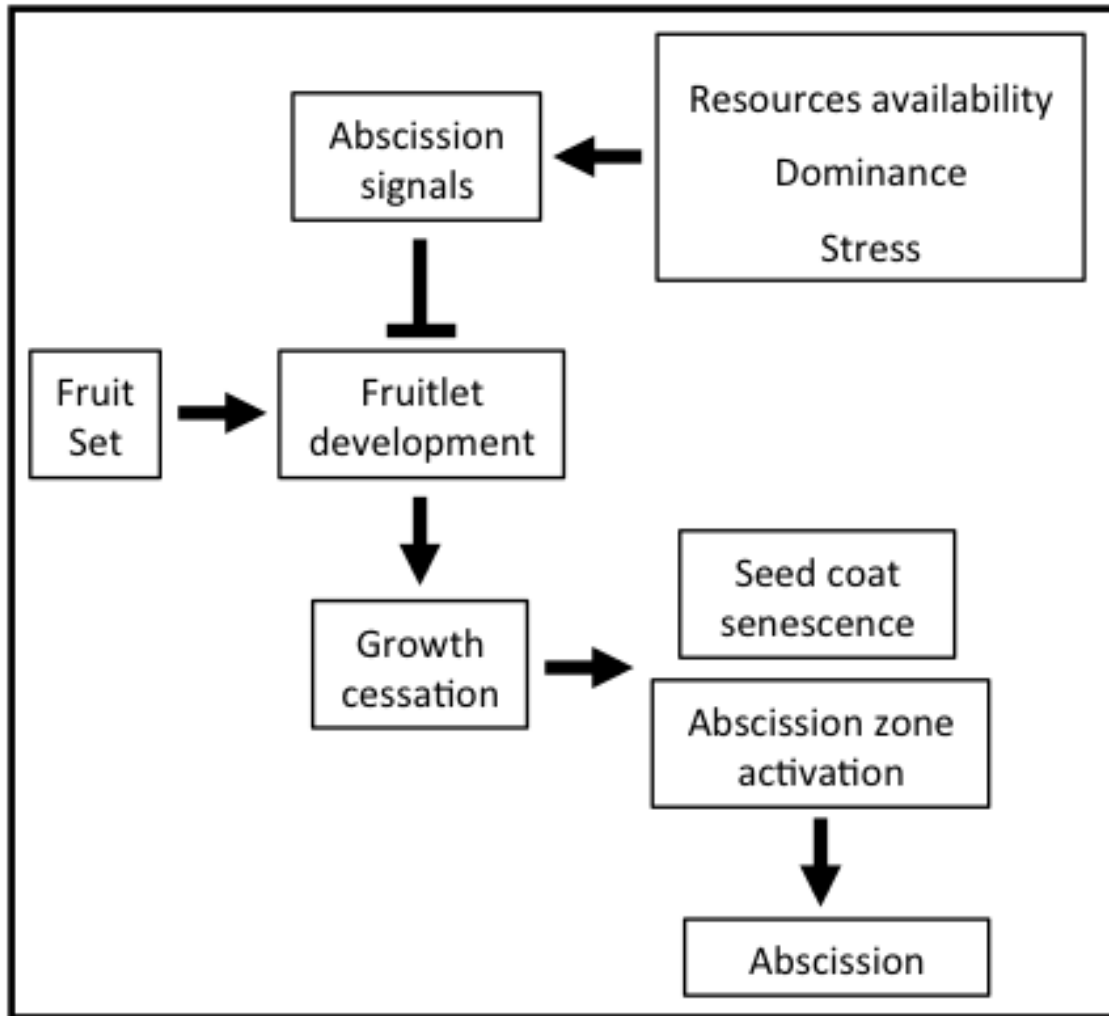 Resources availability
Dominance
Stress
Abscission
signals
Fruit
Set
Fruitlet
development
Growth
cessation
Seed coat
senescence
Abscission zone
activation
Abscission